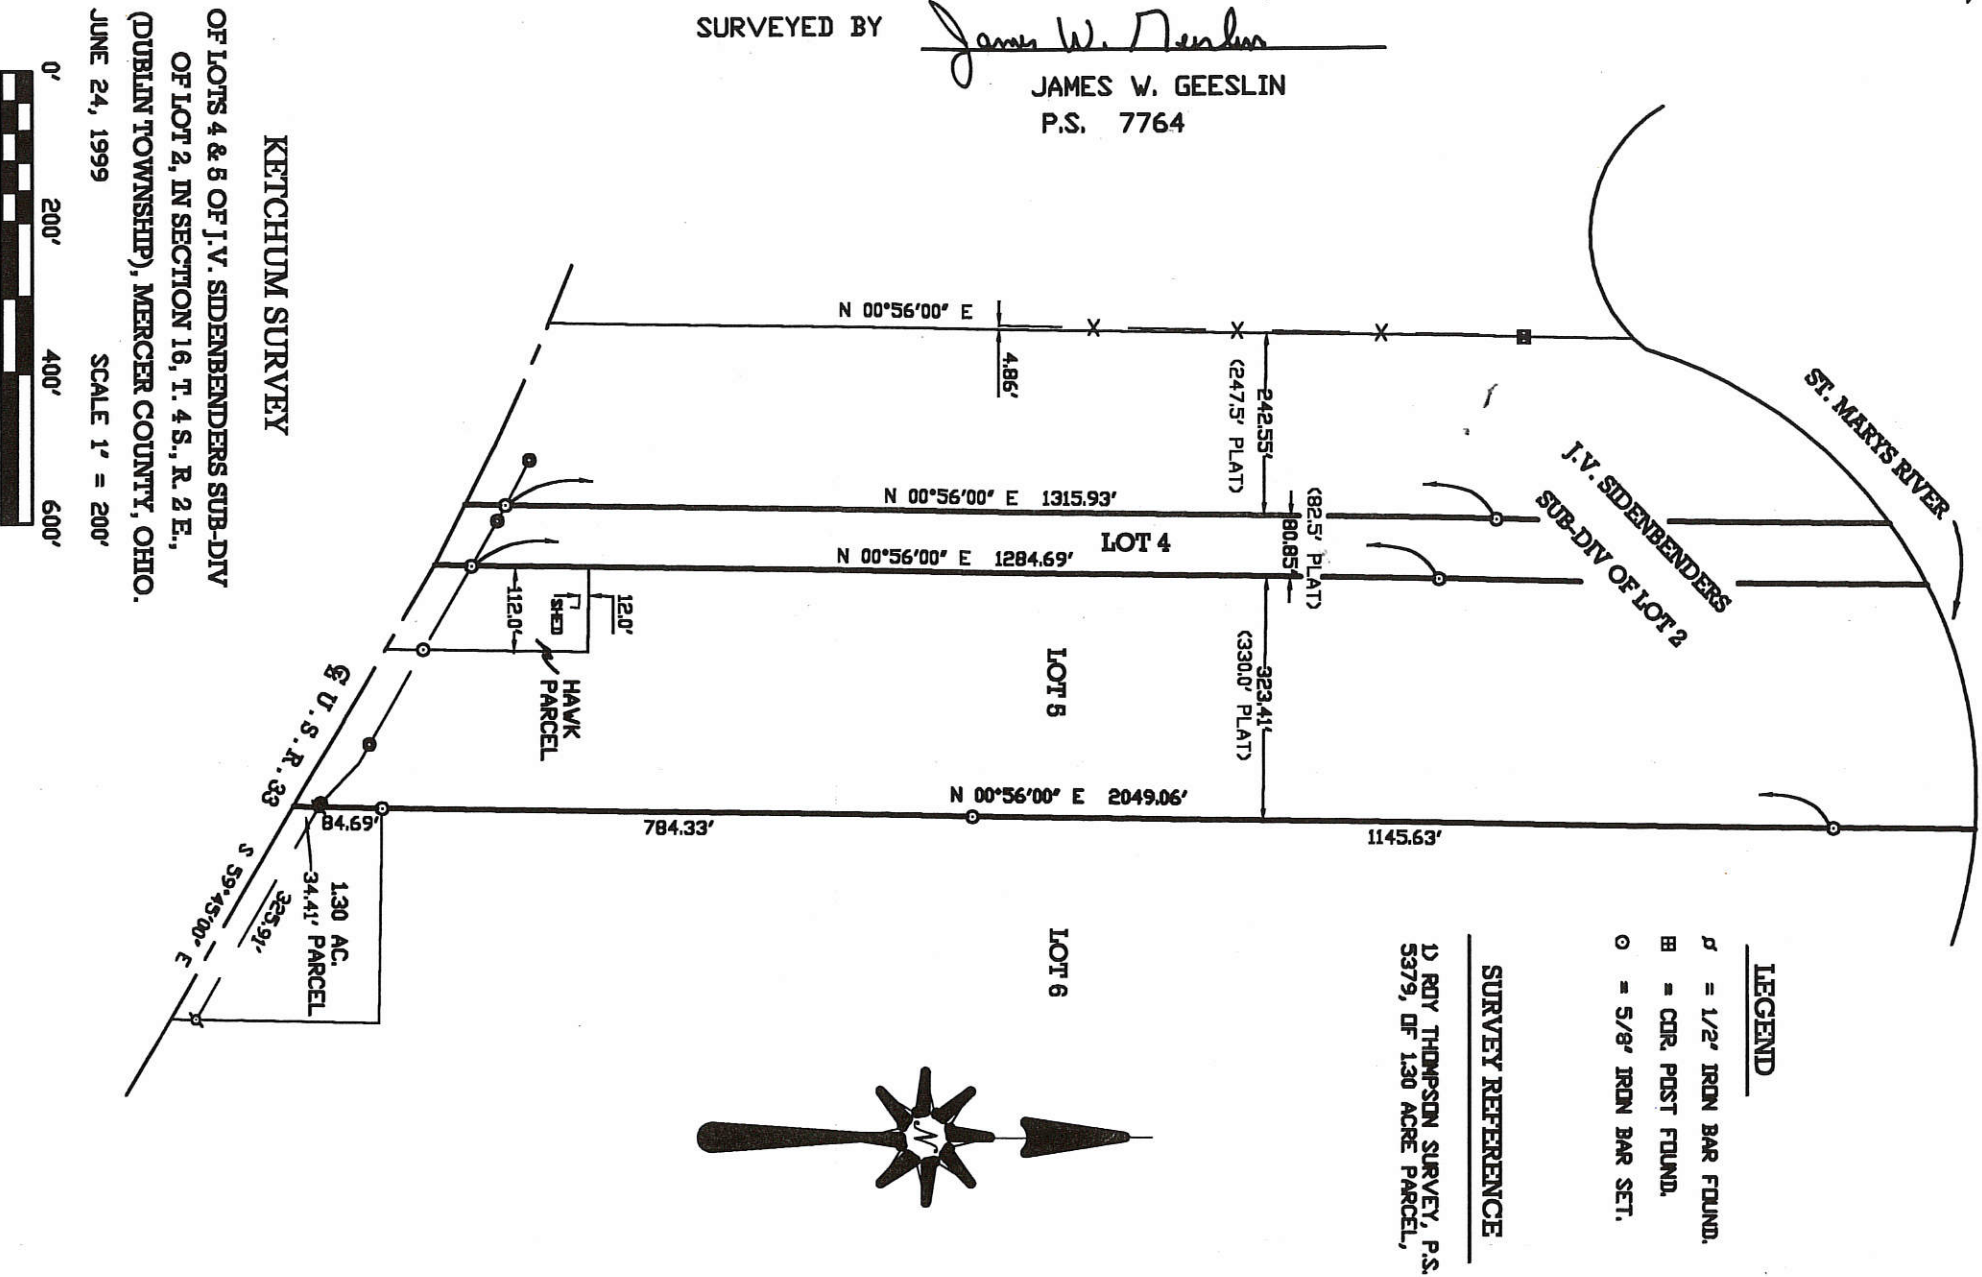 SURVEYED BY
JAMES W. GEESLIN
P.S. 7764
KETCHUM SURVEY
OF LOTS 4 & 5 OF J.V. SIDENBENDERS SUB-DIV
OF LOT 2, IN SECTION 16, T. 4 S., R. 2 E.,
(DUBLIN TOWNSHIP), MERCER COUNTY, OHIO.
JUNE 24, 1999 SCALE 1" = 200'
0' 200' 400' 600'
ST. MARYS RIVER
J.V. SIDENBENDERS
SUB-DIV OF LOT 2
N 00°56'00" E
4.86'
242.55'
(247.5' PLAT)
N 00°56'00" E 1315.93'
(82.5' PLAT)
80.85'
LOT 4
N 00°56'00" E 1284.69'
12.0'
112.0'
SHED
HAWK
PARCEL
LOT 5
323.41'
(330.0' PLAT)
N 00°56'00" E 2049.06'
84.69'
784.33'
1145.63'
U.S.R. 33
S 59°45'00" E
325.91'
1.30 AC.
34.41' PARCEL
LOT 6
LEGEND
= 1/2" IRON BAR FOUND.
= COR. POST FOUND.
= 5/8" IRON BAR SET.
SURVEY REFERENCE
1) ROY THOMPSON SURVEY, P.S.
5379, OF 1.30 ACRE PARCEL,
N